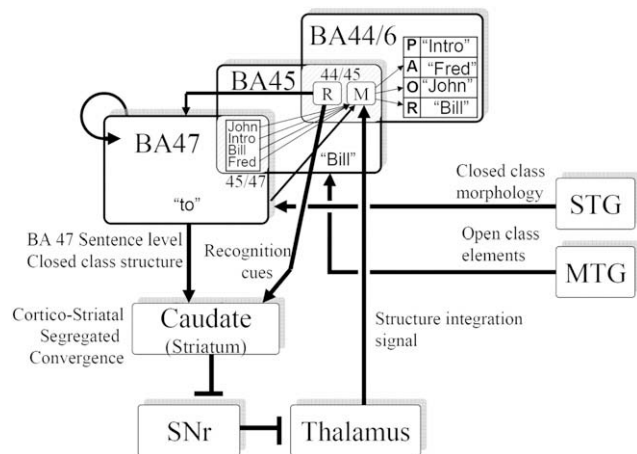 BA44/6
P "Intro"
A "Fred"
O "John"
R "Bill"
BA45
44/45
R M
BA47
John
Intro
Bill
Fred
45/47
"Bill"
"to"
Closed class
morphology
STG
BA 47 Sentence level
Closed class structure
Recognition
cues
Open class
elements
MTG
Cortico-Striatal
Segregated
Convergence
Caudate
(Striatum)
Structure integration
signal
SNr
Thalamus